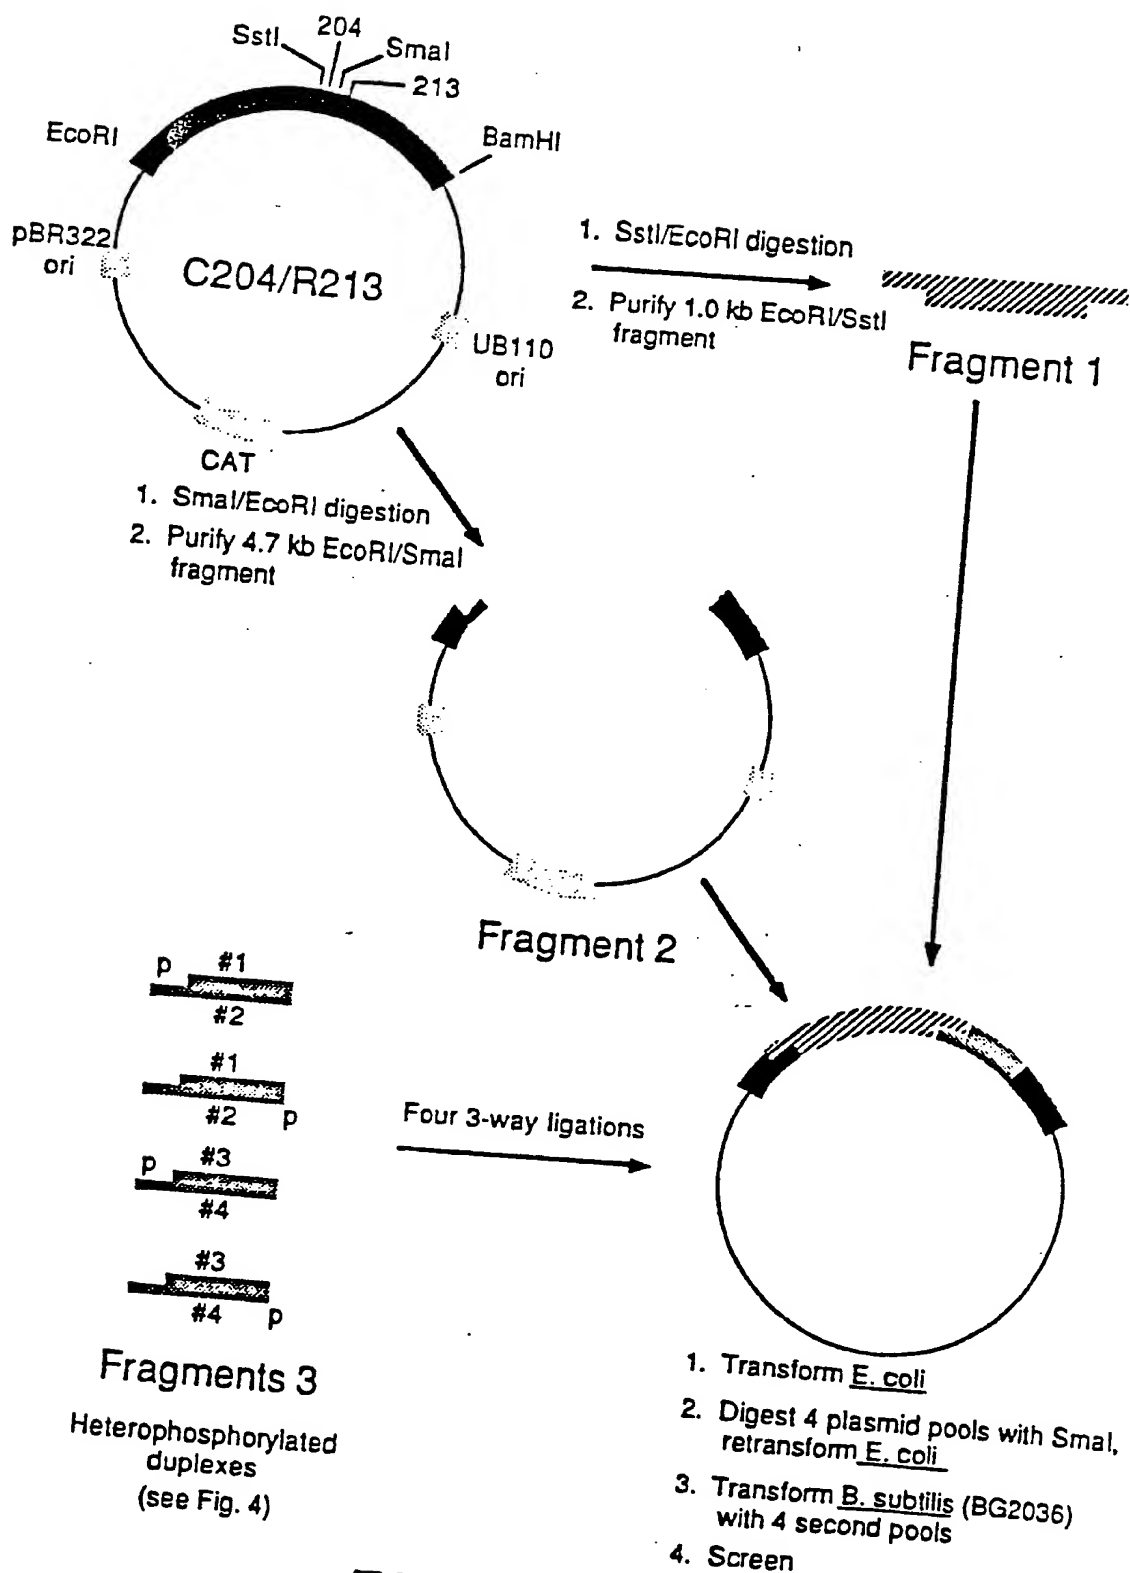 SstI
204
SmaI
213
EcoRI
BamHI
pBR322
ori
C204/R213
UB110
ori
CAT
1. SstI/EcoRI digestion
2. Purify 1.0 kb EcoRI/SstI
fragment
Fragment 1
1. SmaI/EcoRI digestion
2. Purify 4.7 kb EcoRI/SmaI
fragment
Fragment 2
p #1
#2
#1
#2 p
p #3
#4
#3
#4 p
Fragments 3
Heterophosphorylated
duplexes
(see Fig. 4)
Four 3-way ligations
1. Transform E. coli
2. Digest 4 plasmid pools with SmaI,
retransform E. coli
3. Transform B. subtilis (BG2036)
with 4 second pools
4. Screen